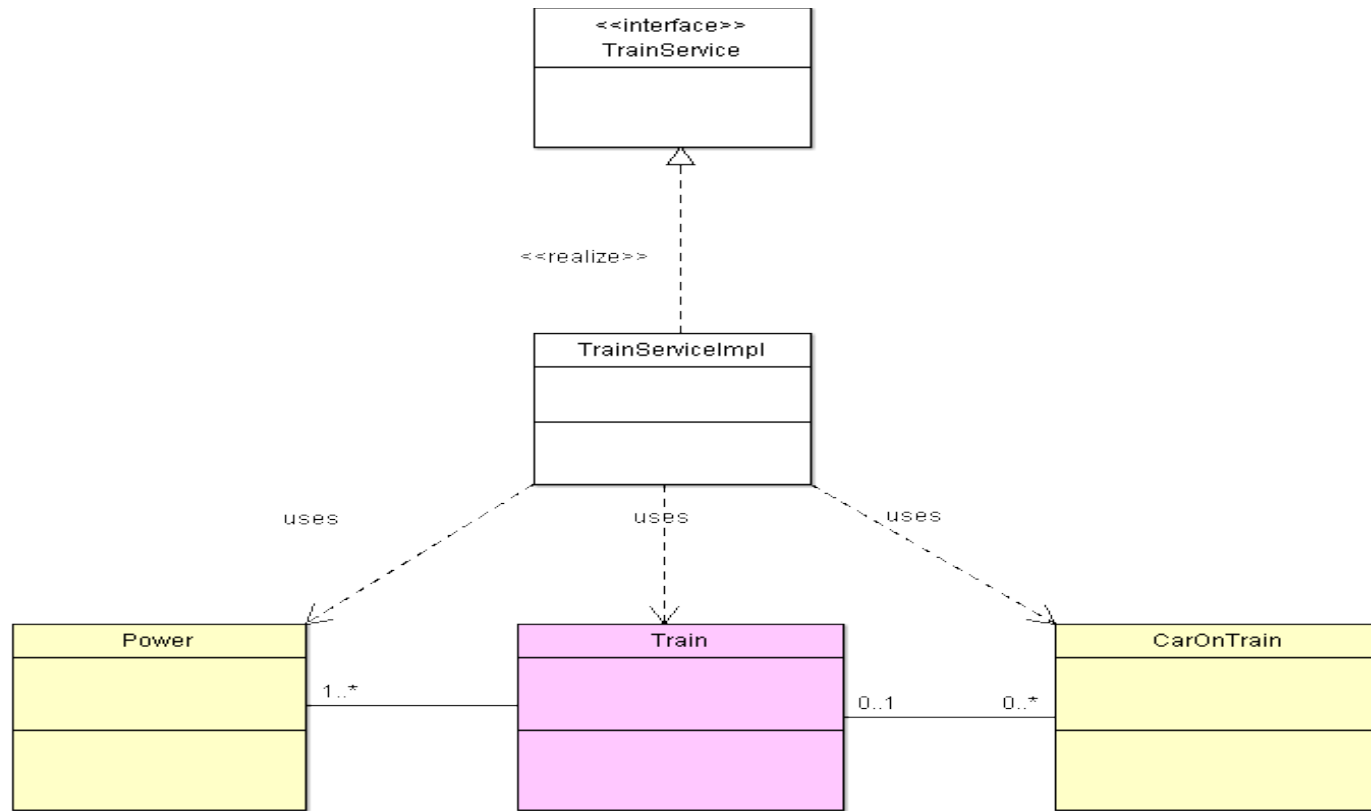 <<interface>>
TrainService
<<realize>>
TrainServiceImpl
uses
uses
uses
Power
Train
CarOnTrain
1..*
0..1
0..*